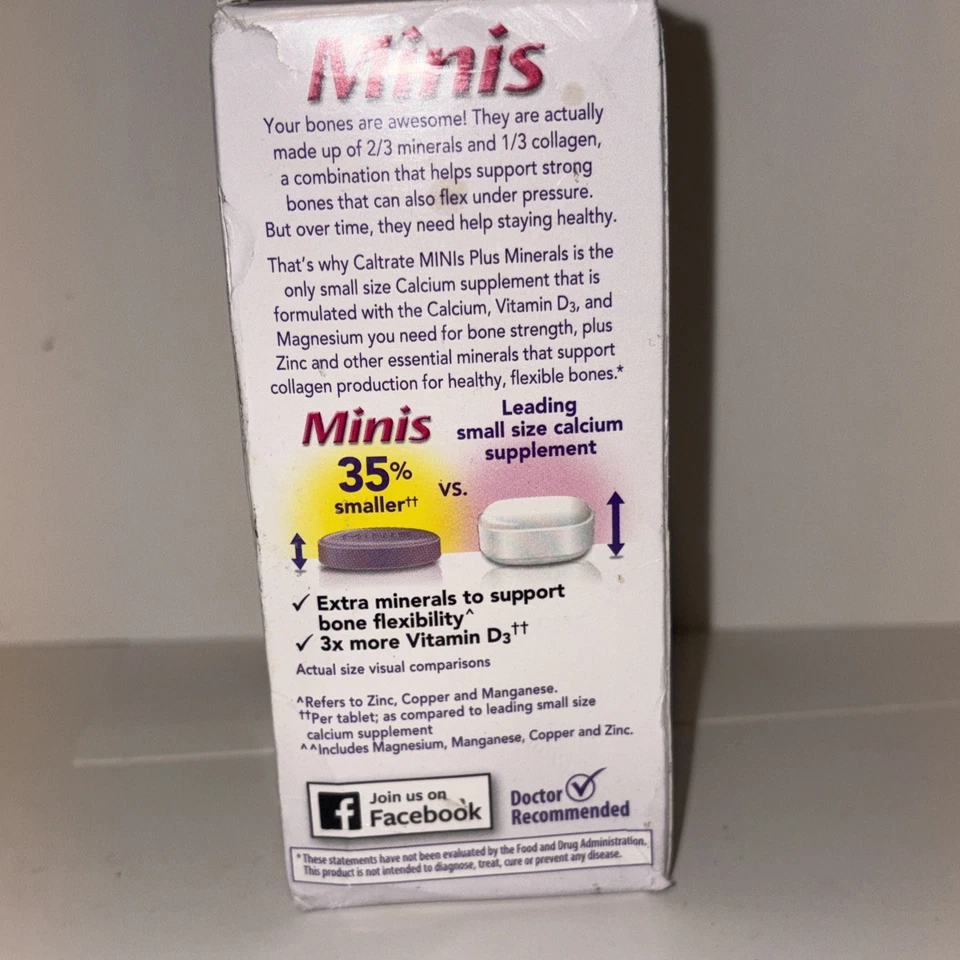 Minis
Your bones are awesome! They are actually
made up of 2/3 minerals and 1/3 collagen,
a combination that helps support strong
bones that can also flex under pressure.
But over time, they need help staying healthy.
That's why Caltrate MINIs Plus Minerals is the
only small size Calcium supplement that is
formulated with the Calcium, Vitamin D₃, and
Magnesium you need for bone strength, plus
Zinc and other essential minerals that support
collagen production for healthy, flexible bones.*
Minis
35%
smaller††
vs.
Leading
small size calcium
supplement
✓ Extra minerals to support
bone flexibility^
✓ 3x more Vitamin D₃††
Actual size visual comparisons
^Refers to Zinc, Copper and Manganese.
††Per tablet; as compared to leading small size
calcium supplement
^^Includes Magnesium, Manganese, Copper and Zinc.
f Join us on
Facebook
Doctor
Recommended
*These statements have not been evaluated by the Food and Drug Administration.
This product is not intended to diagnose, treat, cure or prevent any disease.